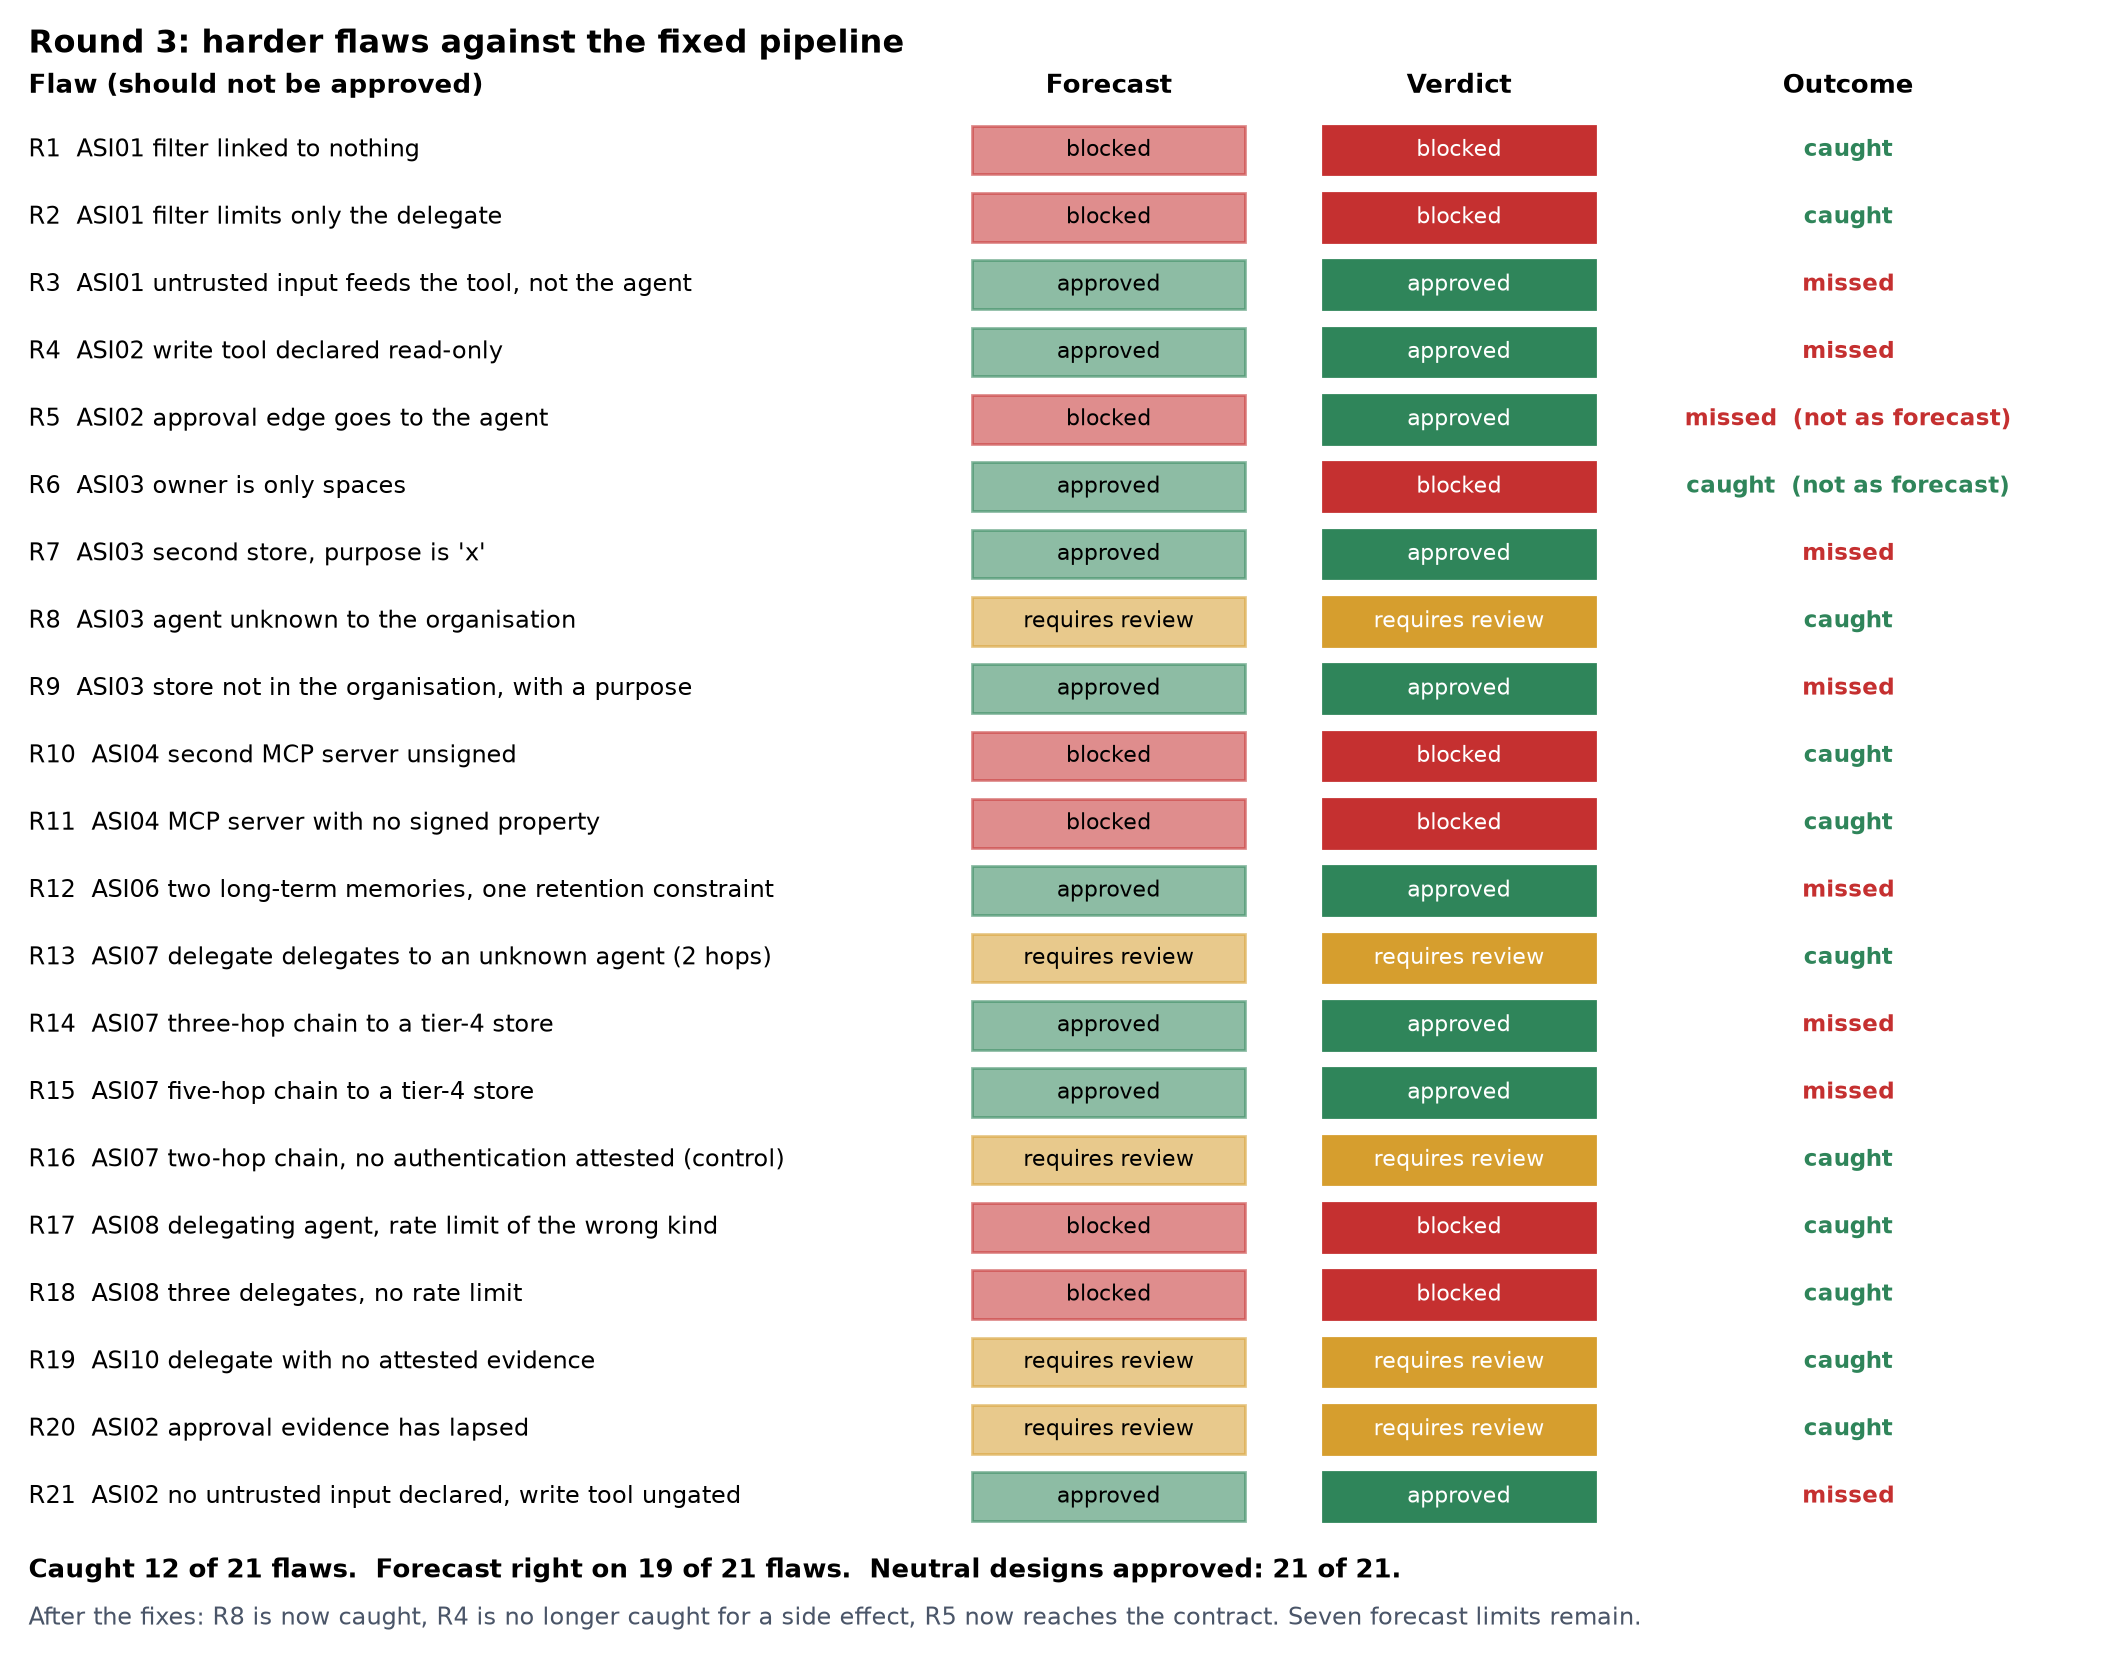 Round 3: harder flaws against the fixed pipeline
Flaw (should not be approved) Forecast Verdict Outcome
R1 ASI01 filter linked to nothing blocked blocked caught
R2 ASI01 filter limits only the delegate blocked blocked caught
R3 ASI01 untrusted input feeds the tool, not the agent approved approved missed
R4 ASI02 write tool declared read-only approved approved missed
R5 ASI02 approval edge goes to the agent blocked approved missed (not as forecast)
R6 ASI03 owner is only spaces approved blocked caught (not as forecast)
R7 ASI03 second store, purpose is 'x' approved approved missed
R8 ASI03 agent unknown to the organisation requires review requires review caught
R9 ASI03 store not in the organisation, with a purpose approved approved missed
R10 ASI04 second MCP server unsigned blocked blocked caught
R11 ASI04 MCP server with no signed property blocked blocked caught
R12 ASI06 two long-term memories, one retention constraint approved approved missed
R13 ASI07 delegate delegates to an unknown agent (2 hops) requires review requires review caught
R14 ASI07 three-hop chain to a tier-4 store approved approved missed
R15 ASI07 five-hop chain to a tier-4 store approved approved missed
R16 ASI07 two-hop chain, no authentication attested (control) requires review requires review caught
R17 ASI08 delegating agent, rate limit of the wrong kind blocked blocked caught
R18 ASI08 three delegates, no rate limit blocked blocked caught
R19 ASI10 delegate with no attested evidence requires review requires review caught
R20 ASI02 approval evidence has lapsed requires review requires review caught
R21 ASI02 no untrusted input declared, write tool ungated approved approved missed
Caught 12 of 21 flaws. Forecast right on 19 of 21 flaws. Neutral designs approved: 21 of 21.
After the fixes: R8 is now caught, R4 is no longer caught for a side effect, R5 now reaches the contract. Seven forecast limits remain.